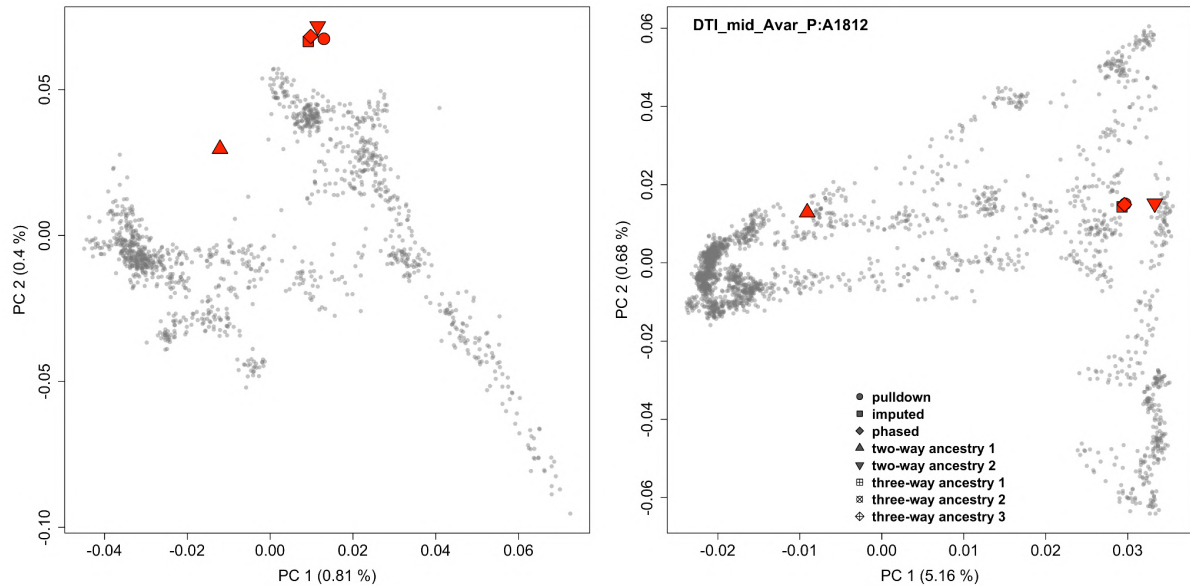 0.05
0.00
-0.05
-0.10
PC 2 (0.4 %)
-0.04 -0.02 0.00 0.02 0.04 0.06
PC 1 (0.81 %)
DTI_mid_Avar_P:A1812
0.06
0.04
0.02
0.00
-0.02
-0.04
-0.06
PC 2 (0.68 %)
pulldown
imputed
phased
two-way ancestry 1
two-way ancestry 2
three-way ancestry 1
three-way ancestry 2
three-way ancestry 3
-0.02 -0.01 0.00 0.01 0.02 0.03
PC 1 (5.16 %)